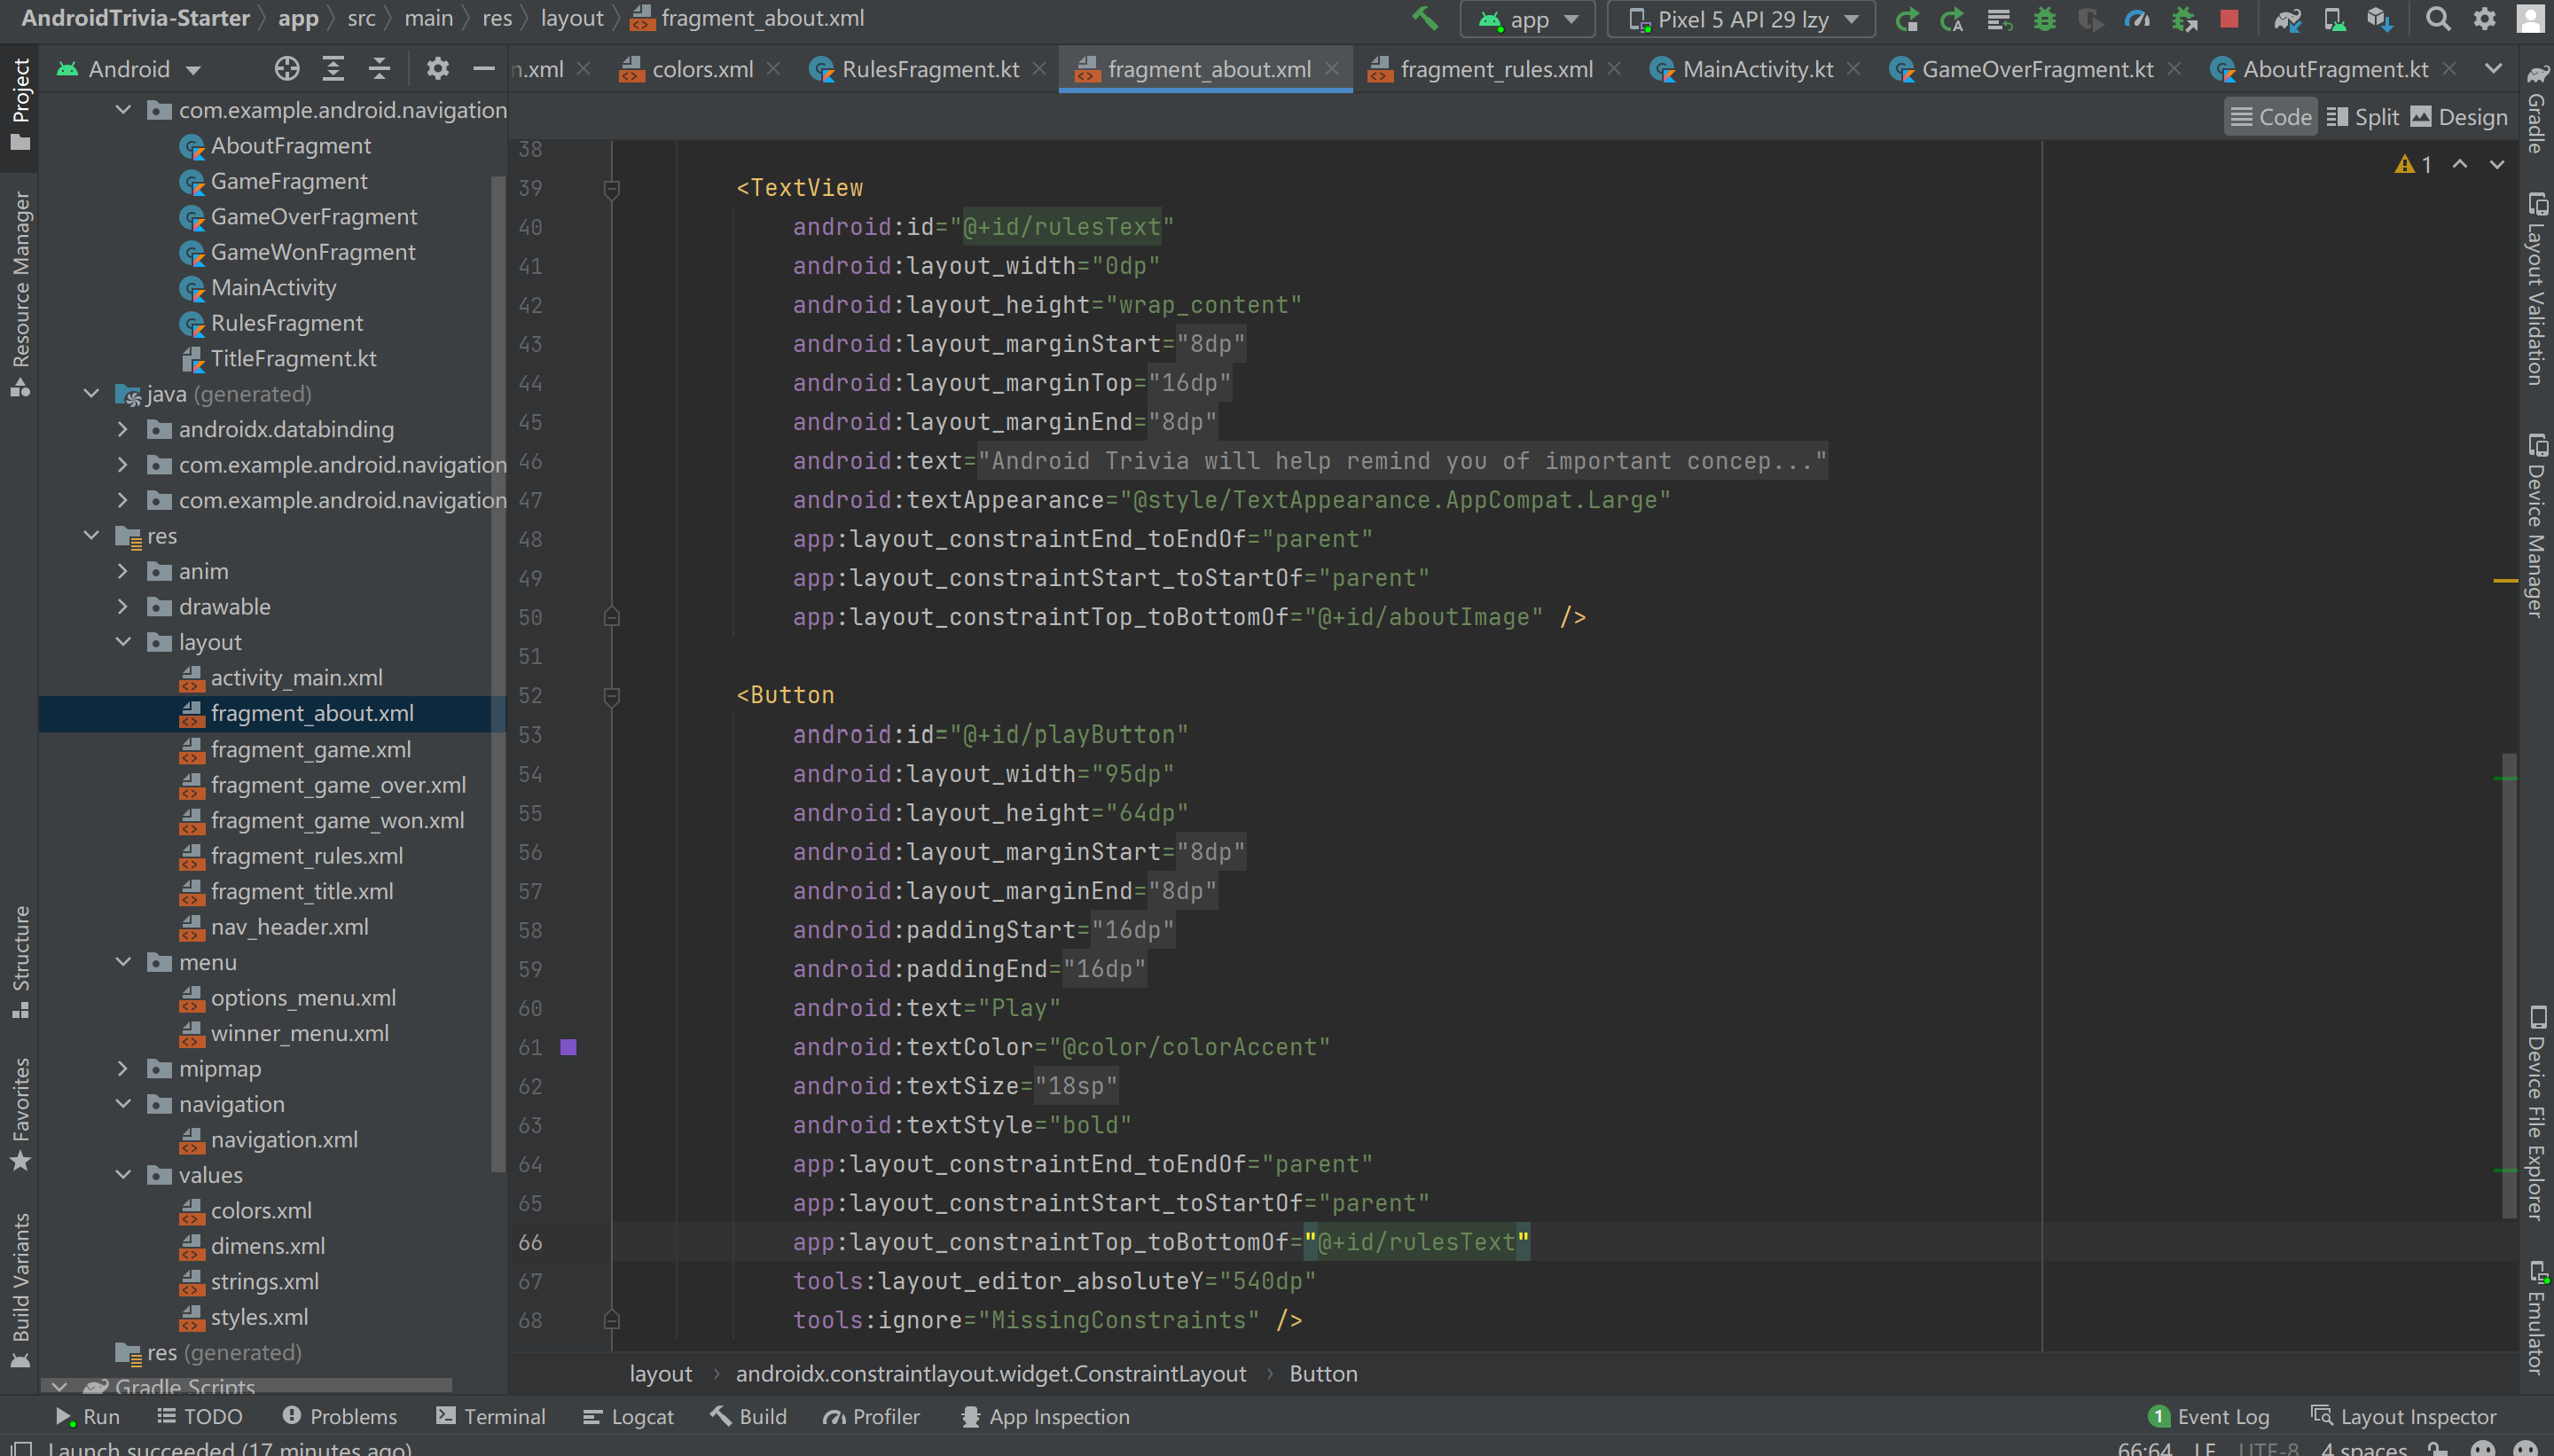 AndroidTrivia-Starter app src main res layout fragment_about.xml
app Pixel 5 API 29 lzy
Project
Android
n.xml colors.xml RulesFragment.kt fragment_about.xml fragment_rules.xml MainActivity.kt GameOverFragment.kt AboutFragment.kt
Code Split Design
1
Resource Manager
Structure
Favorites
Build Variants
com.example.android.navigation
AboutFragment
GameFragment
GameOverFragment
GameWonFragment
MainActivity
RulesFragment
TitleFragment.kt
java (generated)
androidx.databinding
com.example.android.navigation
com.example.android.navigation
res
anim
drawable
layout
activity_main.xml
fragment_about.xml
fragment_game.xml
fragment_game_over.xml
fragment_game_won.xml
fragment_rules.xml
fragment_title.xml
nav_header.xml
menu
options_menu.xml
winner_menu.xml
mipmap
navigation
navigation.xml
values
colors.xml
dimens.xml
strings.xml
styles.xml
res (generated)
Gradle Scripts
38
39 <TextView
40 android:id="@+id/rulesText"
41 android:layout_width="0dp"
42 android:layout_height="wrap_content"
43 android:layout_marginStart="8dp"
44 android:layout_marginTop="16dp"
45 android:layout_marginEnd="8dp"
46 android:text="Android Trivia will help remind you of important concep..."
47 android:textAppearance="@style/TextAppearance.AppCompat.Large"
48 app:layout_constraintEnd_toEndOf="parent"
49 app:layout_constraintStart_toStartOf="parent"
50 app:layout_constraintTop_toBottomOf="@+id/aboutImage" />
51
52 <Button
53 android:id="@+id/playButton"
54 android:layout_width="95dp"
55 android:layout_height="64dp"
56 android:layout_marginStart="8dp"
57 android:layout_marginEnd="8dp"
58 android:paddingStart="16dp"
59 android:paddingEnd="16dp"
60 android:text="Play"
61 android:textColor="@color/colorAccent"
62 android:textSize="18sp"
63 android:textStyle="bold"
64 app:layout_constraintEnd_toEndOf="parent"
65 app:layout_constraintStart_toStartOf="parent"
66 app:layout_constraintTop_toBottomOf="@+id/rulesText"
67 tools:layout_editor_absoluteY="540dp"
68 tools:ignore="MissingConstraints" />
layout androidx.constraintlayout.widget.ConstraintLayout Button
Gradle
Layout Validation
Device Manager
Device File Explorer
Emulator
Run TODO Problems Terminal Logcat Build Profiler App Inspection
1 Event Log Layout Inspector
Launch succeeded (17 minutes ago)
66:64 LF UTF-8 4 spaces